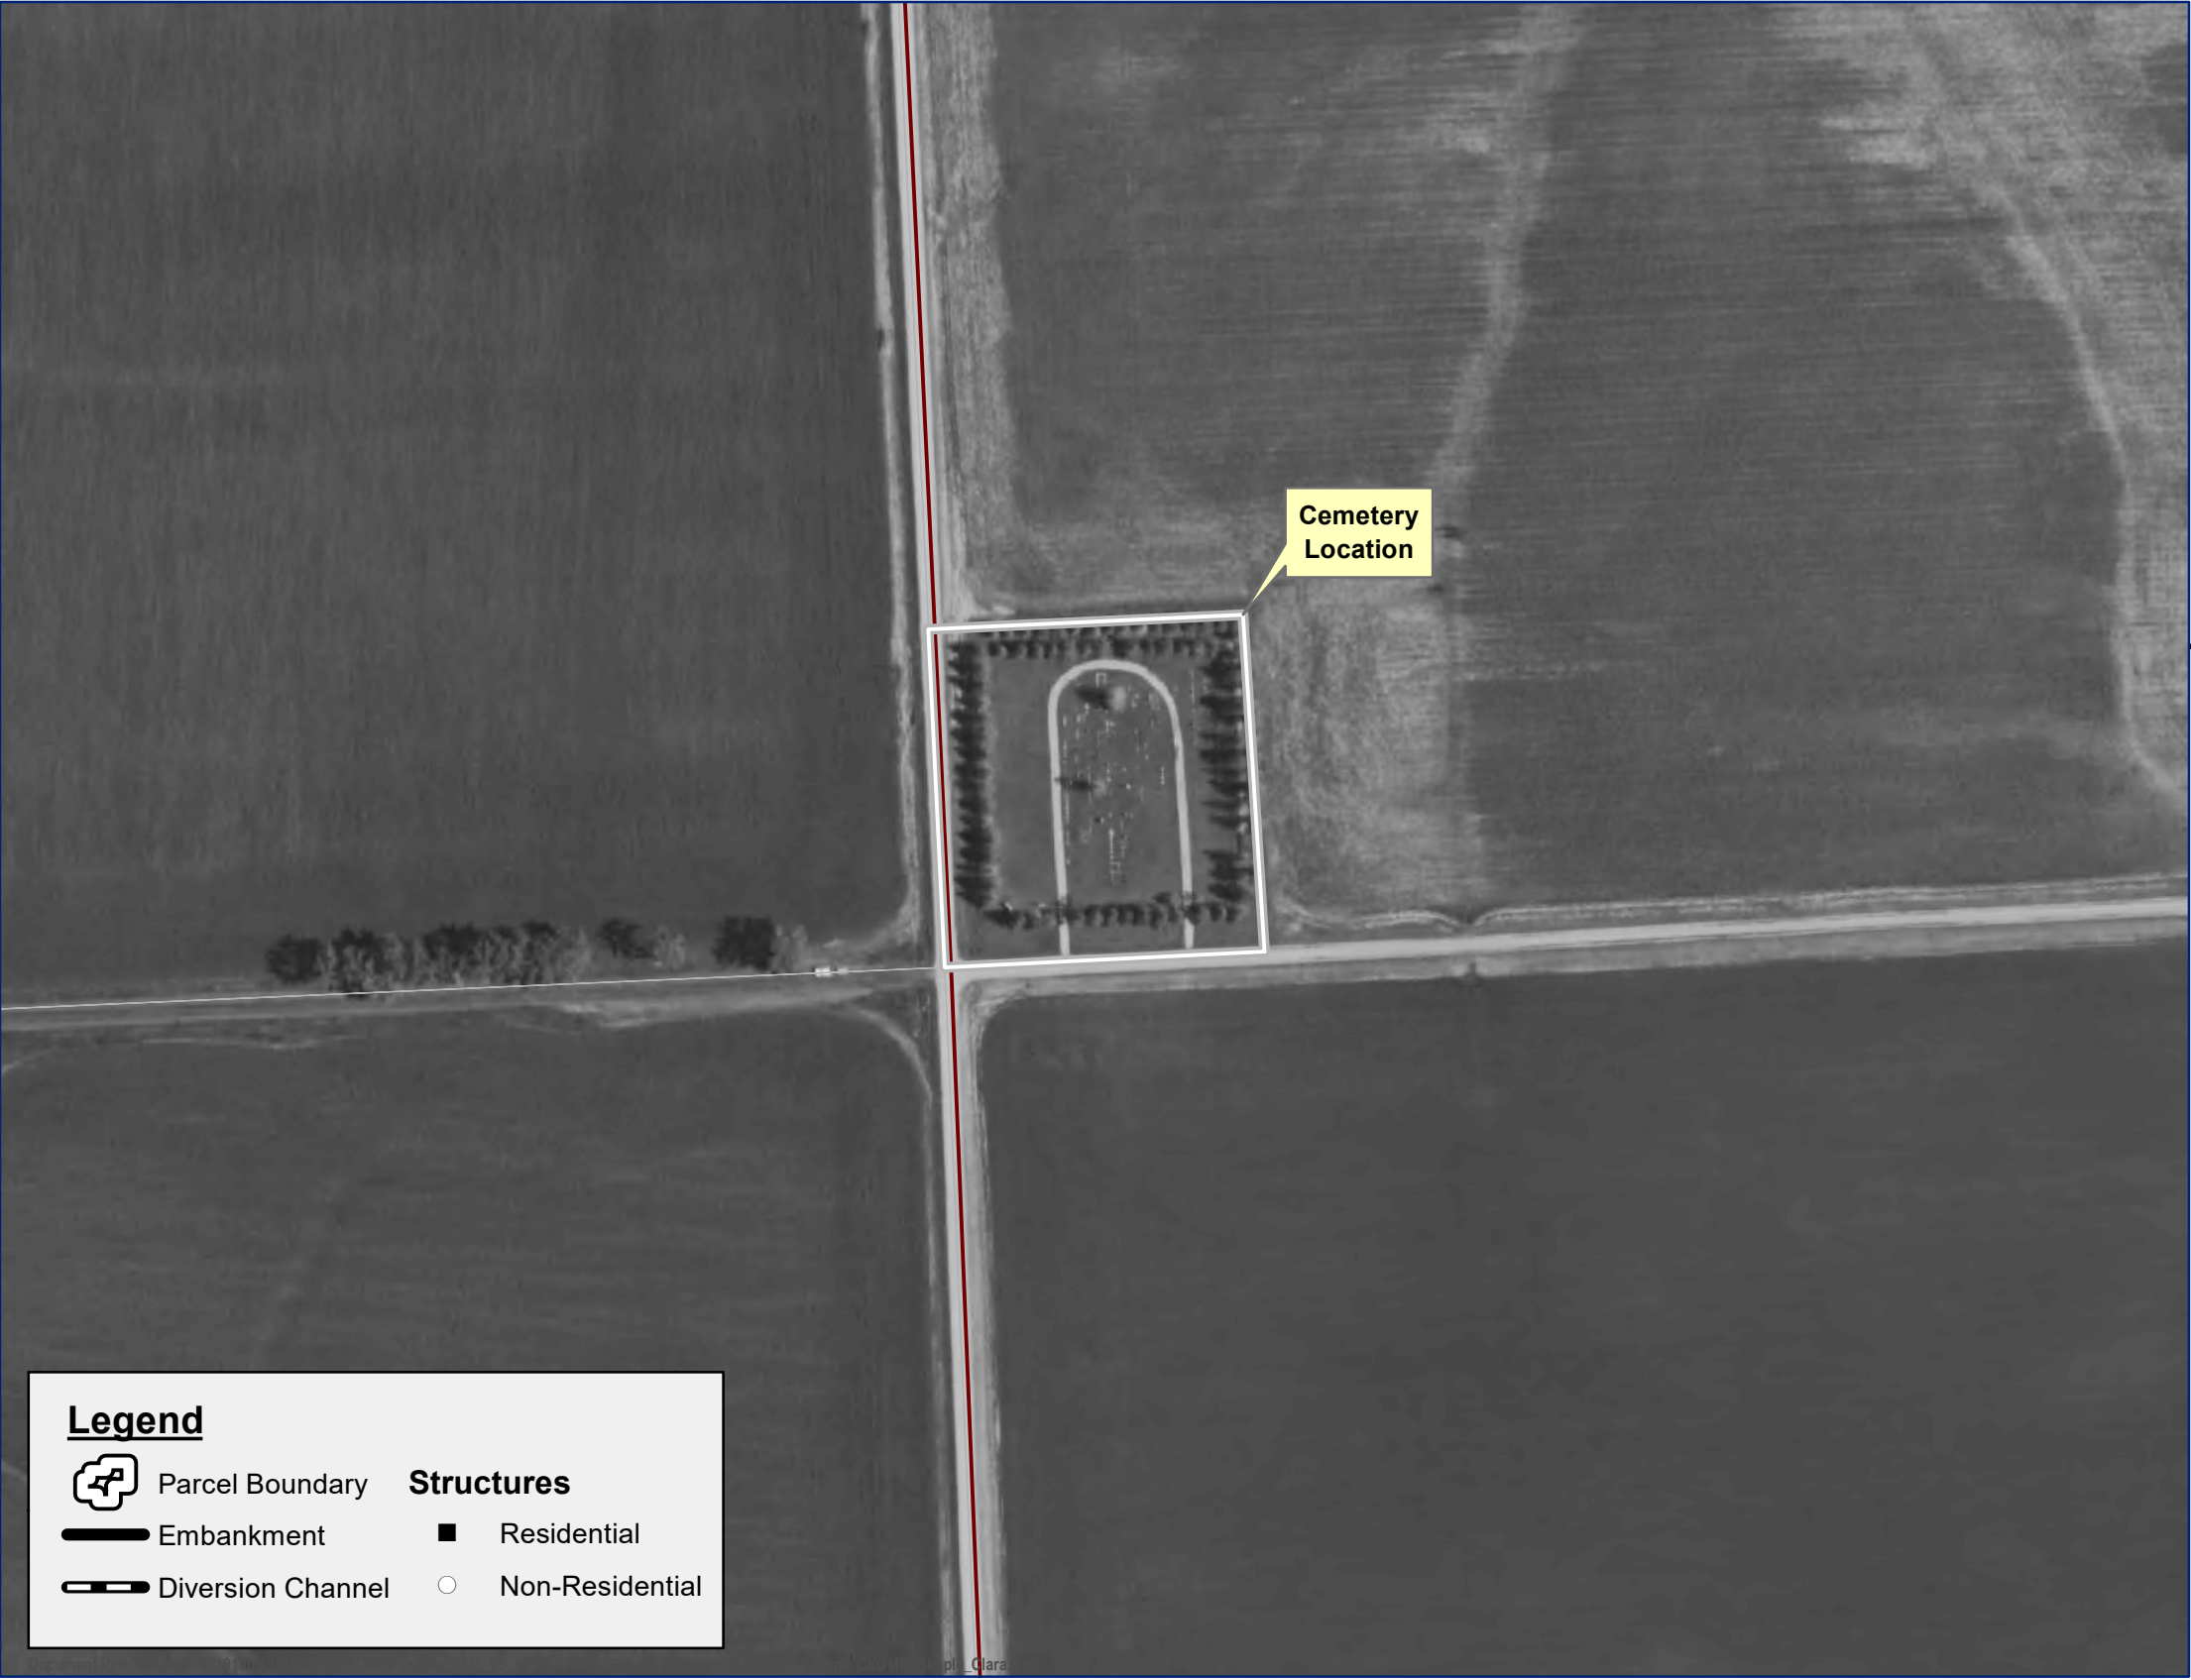 Cemetery
Location
Legend
Parcel Boundary
Structures
Embankment
Residential
Diversion Channel
Non-Residential